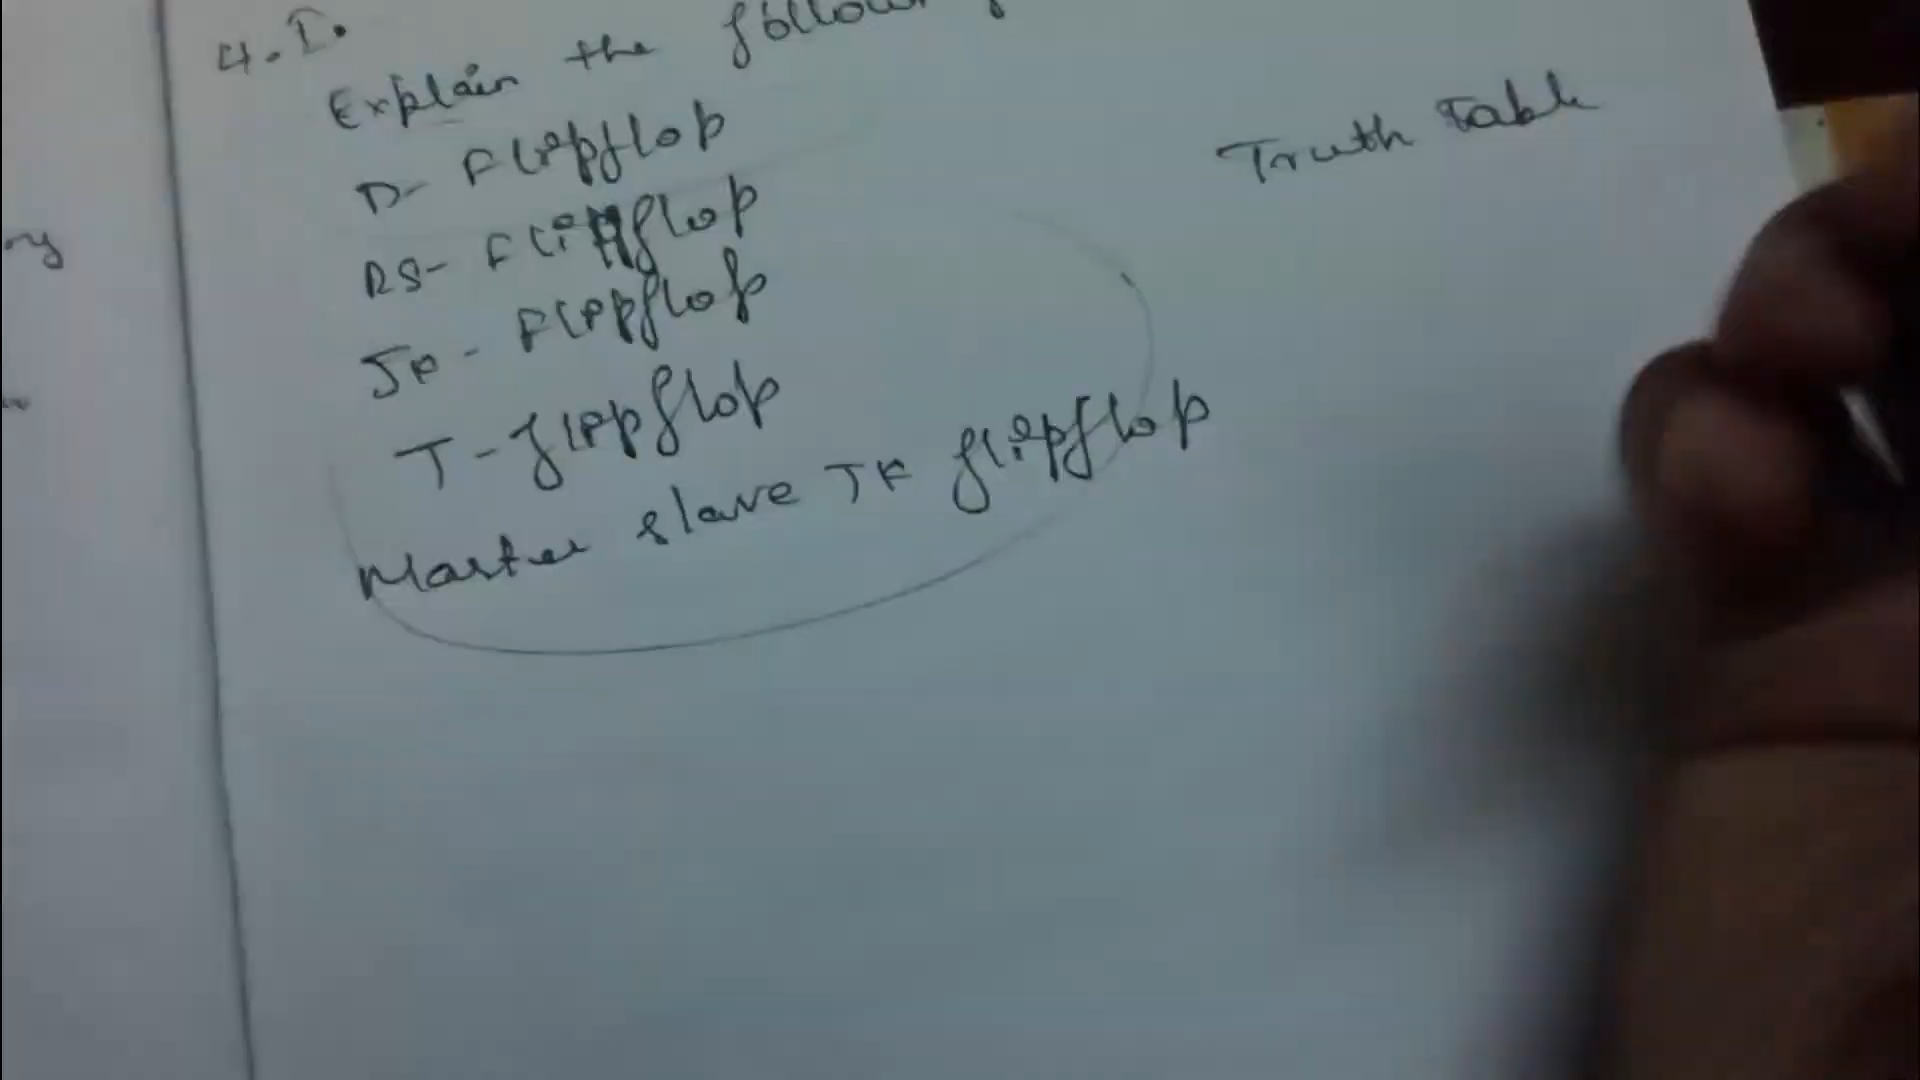 4. I.
Explain the
D- Flipflop
Truth table
RS- Flipflop
JK - Flipflop
T- flipflop
Master slave JK flipflop